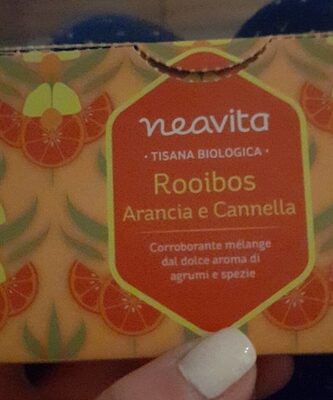 neavita
• TISANA BIOLOGICA •
Rooibos
Arancia e Cannella
Corroborante mélange
dal dolce aroma di
agrumi e spezie